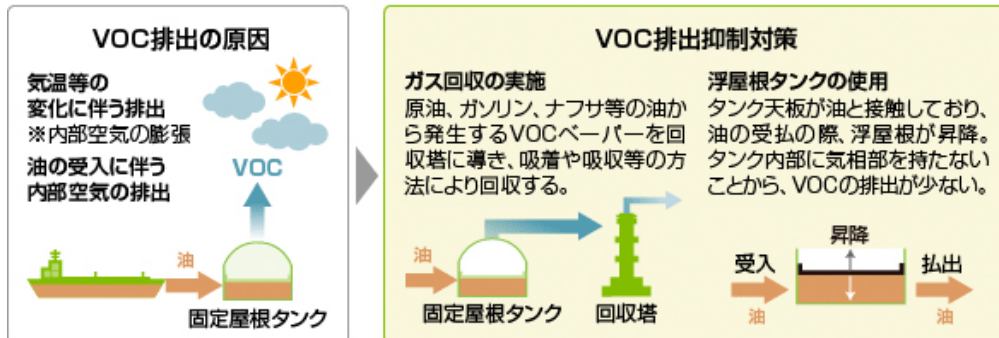 VOC排出の原因
気温等の
変化に伴う排出
※内部空気の膨張
油の受入に伴う
内部空気の排出
VOC
油
固定屋根タンク
VOC排出抑制対策
ガス回収の実施
原油、ガソリン、ナフサ等の油か
ら発生するVOCベーパーを回
収塔に導き、吸着や吸収等の方
法により回収する。
油
固定屋根タンク
回収塔
浮屋根タンクの使用
タンク天板が油と接触しており、
油の受払の際、浮屋根が昇降。
タンク内部に気相部を持たない
ことから、VOCの排出が少ない。
昇降
受入
払出
油
油